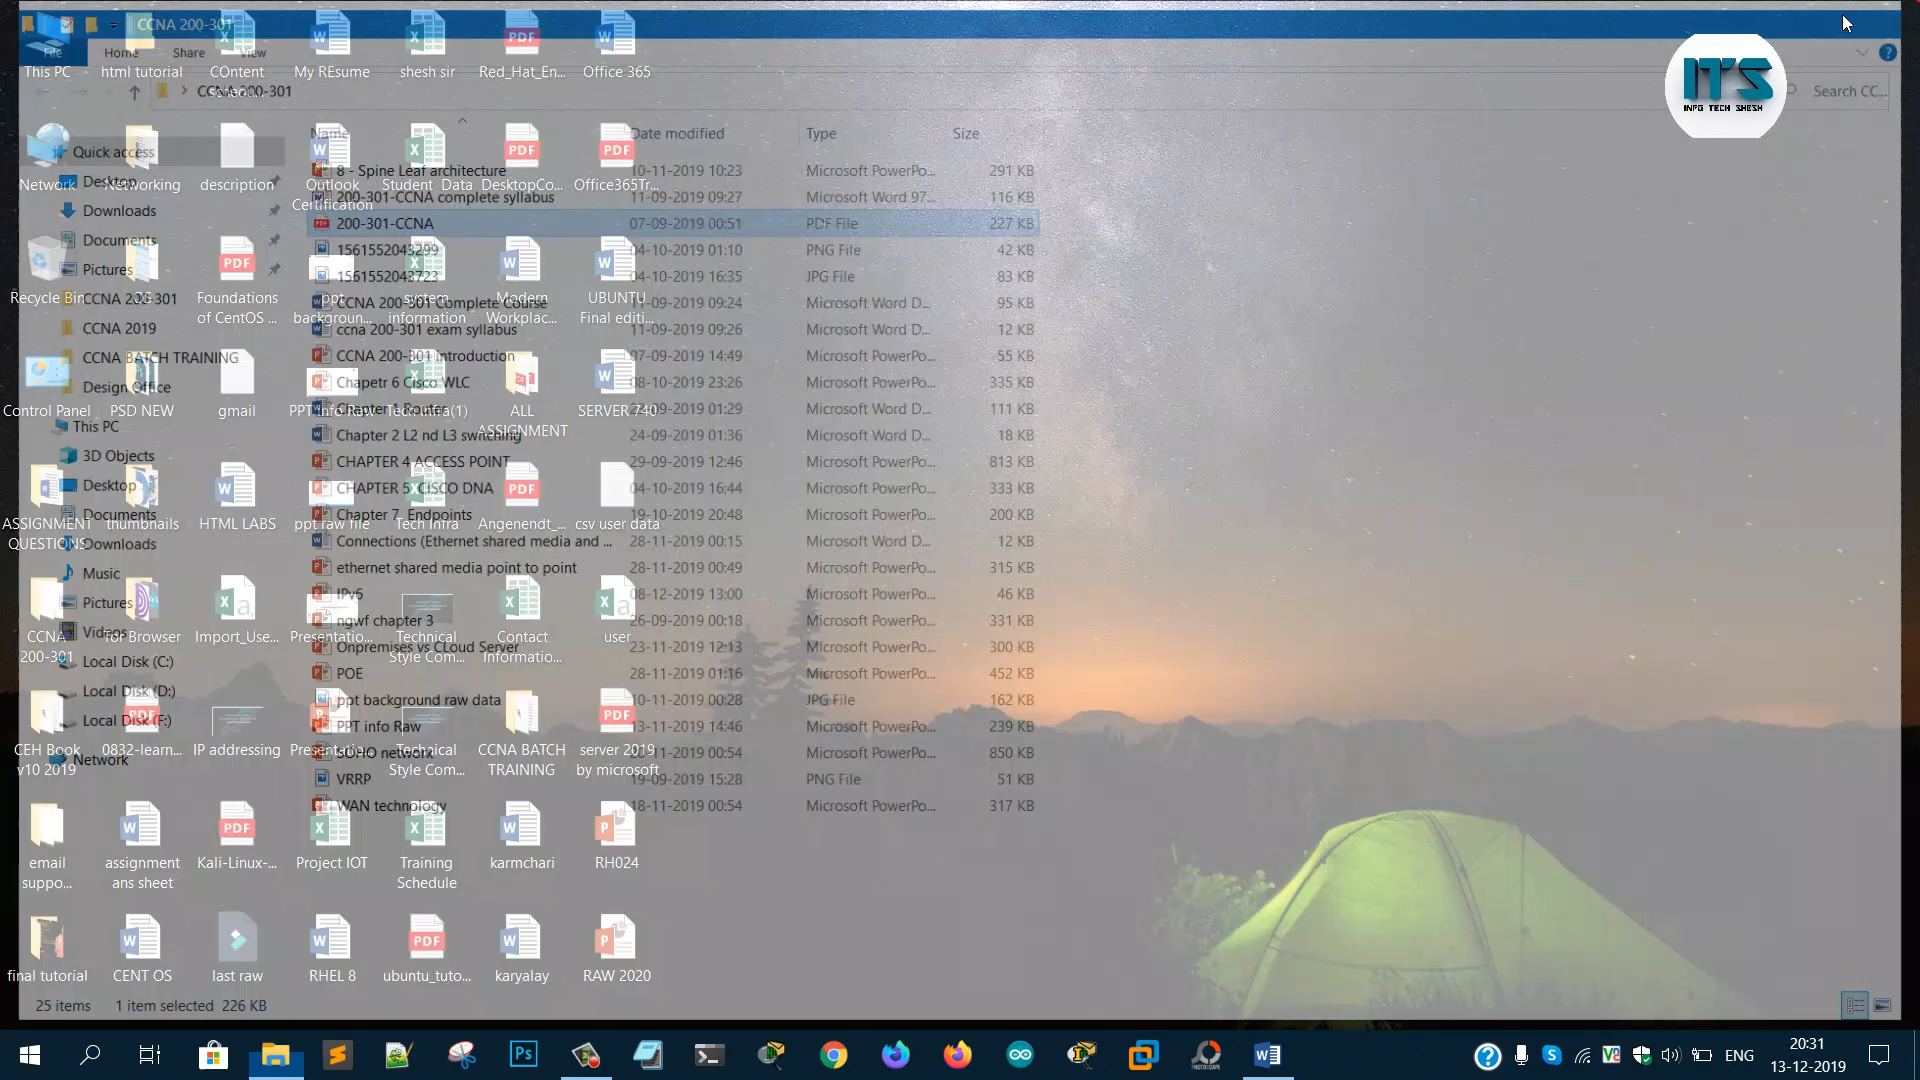 CCNA 200-301
File
Home
Share
View
CCNA 200-301
Search CC...
ITS
INFO TECH SHESH
This PC
html tutorial
COntent
My REsume
shesh sir
Red_Hat_En...
Office 365
Network
Networking
description
Outlook
Certification
Student_Data
DesktopCo...
Office365Tr...
Recycle Bin
OS
Foundations
of CentOS ...
ppt
backgroun...
system
information
Modern
Workplac...
UBUNTU
Final editi...
Control Panel
PSD NEW
gmail
PPT info Raw
Tech Infra(1)
ALL
ASSIGNMENT
SERVER 740
ASSIGNMENT
QUESTIONS
thumbnails
HTML LABS
ppt raw file
Tech Infra
Angenendt_...
csv user data
CCNA
200-301
Tor Browser
Import_Use...
Presentatio...
Technical
Style Com...
Contact
Informatio...
user
CEH Book
v10 2019
0832-learn...
IP addressing
Presentatio...
Technical
Style Com...
CCNA BATCH
TRAINING
server 2019
by microsoft
email
suppo...
assignment
ans sheet
Kali-Linux-...
Project IOT
Training
Schedule
karmchari
RH024
final tutorial
CENT OS
last raw
RHEL 8
ubuntu_tuto...
karyalay
RAW 2020
Quick access
Desktop
Downloads
Documents
Pictures
CCNA 200-301
CCNA 2019
CCNA BATCH TRAINING
Design Office
This PC
3D Objects
Desktop
Documents
Downloads
Music
Pictures
Videos
Local Disk (C:)
Local Disk (D:)
Local Disk (F:)
Network
Name Date modified Type Size
8 - Spine Leaf architecture 10-11-2019 10:23 Microsoft PowerPo... 291 KB
200-301-CCNA complete syllabus 11-09-2019 09:27 Microsoft Word 97... 116 KB
200-301-CCNA 07-09-2019 00:51 PDF File 227 KB
1561552043299 04-10-2019 01:10 PNG File 42 KB
1561552043723 04-10-2019 16:35 JPG File 83 KB
CCNA 200-301 Complete Course 11-09-2019 09:24 Microsoft Word D... 95 KB
ccna 200-301 exam syllabus 11-09-2019 09:26 Microsoft Word D... 12 KB
CCNA 200-301 Introduction 07-09-2019 14:49 Microsoft PowerPo... 55 KB
Chapetr 6 Cisco WLC 08-10-2019 23:26 Microsoft PowerPo... 335 KB
Chapter 1 Router 01:29 Microsoft Word D... 111 KB
Chapter 2 L2 nd L3 switching 24-09-2019 01:36 Microsoft Word D... 18 KB
CHAPTER 4 ACCESS POINT 29-09-2019 12:46 Microsoft PowerPo... 813 KB
CHAPTER 5 CISCO DNA 04-10-2019 16:44 Microsoft PowerPo... 333 KB
Chapter 7 Endpoints 19-10-2019 20:48 Microsoft PowerPo... 200 KB
Connections (Ethernet shared media and ... 28-11-2019 00:15 Microsoft Word D... 12 KB
ethernet shared media point to point 28-11-2019 00:49 Microsoft PowerPo... 315 KB
IPv6 08-12-2019 13:00 Microsoft PowerPo... 46 KB
ngwf chapter 3 26-09-2019 00:18 Microsoft PowerPo... 331 KB
Onpremises vs CLoud Server 23-11-2019 12:13 Microsoft PowerPo... 300 KB
POE 28-11-2019 01:16 Microsoft PowerPo... 452 KB
ppt background raw data 10-11-2019 00:28 JPG File 162 KB
PPT info Raw 13-11-2019 14:46 Microsoft PowerPo... 239 KB
SOHO network 00:54 Microsoft PowerPo... 850 KB
VRRP 19-09-2019 15:28 PNG File 51 KB
WAN technology 18-11-2019 00:54 Microsoft PowerPo... 317 KB
25 items 1 item selected 226 KB
ENG
20:31
13-12-2019